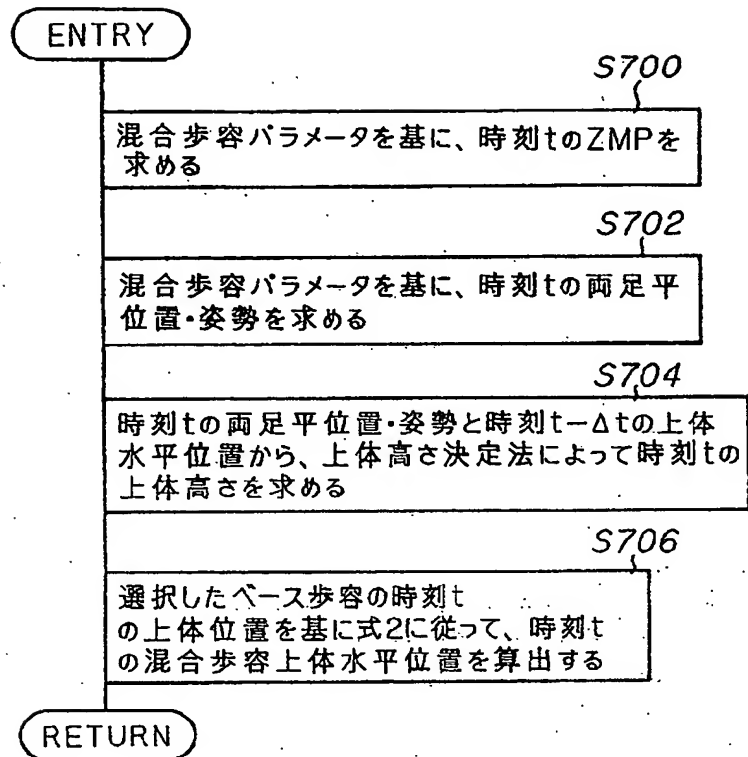 ENTRY
S700
混合歩容パラメータを基に、時刻tのZMPを
求める
S702
混合歩容パラメータを基に、時刻tの両足平
位置・姿勢を求める
S704
時刻tの両足平位置・姿勢と時刻t-Δtの上体
水平位置から、上体高さ決定法によって時刻tの
上体高さを求める
S706
選択したベース歩容の時刻t
の上体位置を基に式2に従って、時刻t
の混合歩容上体水平位置を算出する
RETURN